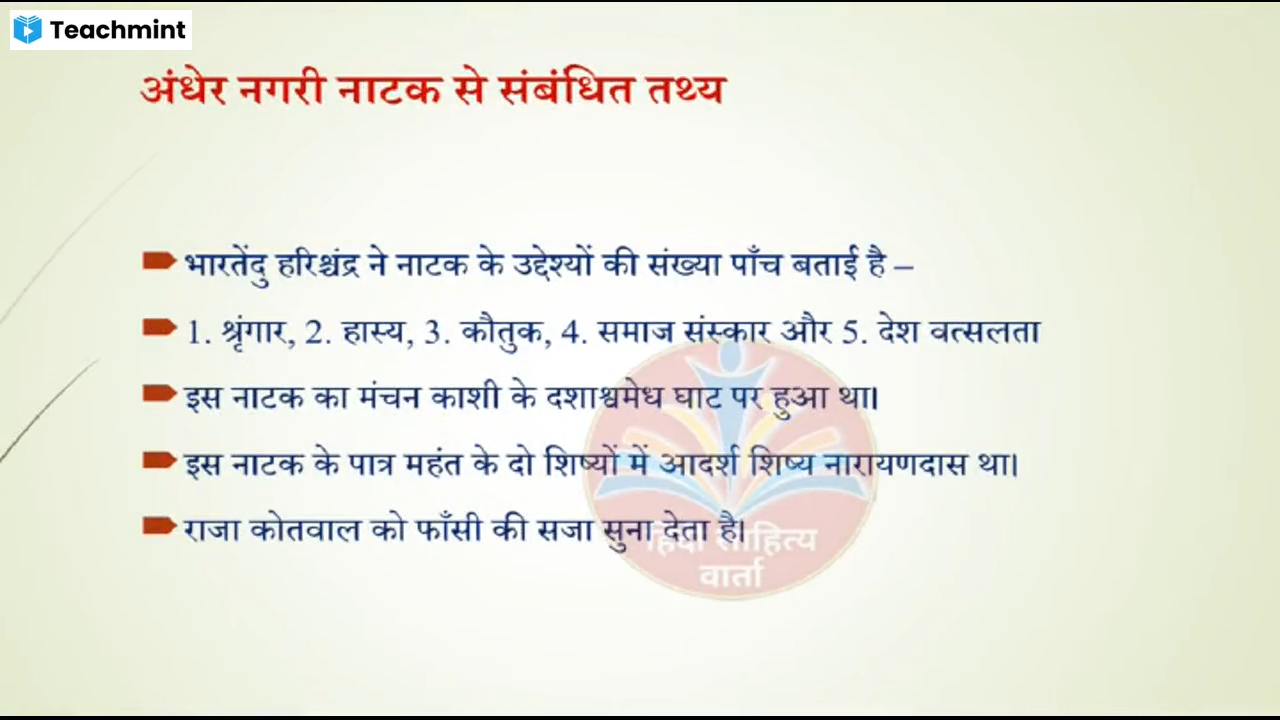 Teachmint
अंधेर नगरी नाटक से संबंधित तथ्य
भारतेंदु हरिश्चंद्र ने नाटक के उद्देश्यों की संख्या पाँच बताई है –
1. श्रृंगार, 2. हास्य, 3. कौतुक, 4. समाज संस्कार और 5. देश वत्सलता
इस नाटक का मंचन काशी के दशाश्वमेध घाट पर हुआ था।
इस नाटक के पात्र महंत के दो शिष्यों में आदर्श शिष्य नारायणदास था।
राजा कोतवाल को फाँसी की सजा सुना देता है।
हिंदी साहित्य
वार्ता